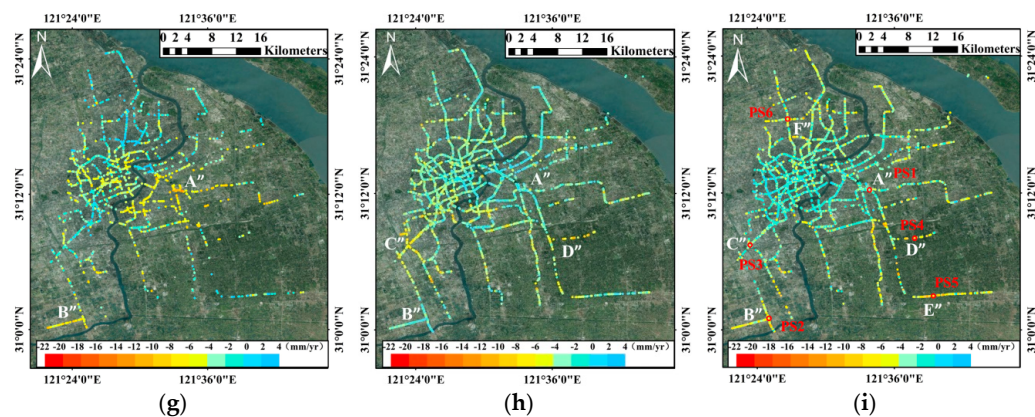 121°24'0"E 121°36'0"E 121°24'0"E 121°36'0"E 121°24'0"E 121°36'0"E
N 0 2 4 8 12 16 N 0 2 4 8 12 16 N 0 2 4 8 12 16
Kilometers Kilometers Kilometers
31°24'0"N 31°24'0"N 31°24'0"N
PS6 F"
31°12'0"N A" 31°12'0"N A" 31°12'0"N A" PS1
C" D" C" PS3 PS4 D"
B" B" B" PS2 PS5 E"
31°0'0"N 31°0'0"N 31°0'0"N
-22 -20 -18 -16 -14 -12 -10 -8 -6 -4 -2 0 2 4 (mm/yr) -22 -20 -18 -16 -14 -12 -10 -8 -6 -4 -2 0 2 4 (mm/yr) -22 -20 -18 -16 -14 -12 -10 -8 -6 -4 -2 0 2 4 (mm/yr)
121°24'0"E 121°36'0"E 121°24'0"E 121°36'0"E 121°24'0"E 121°36'0"E
(g) (h) (i)